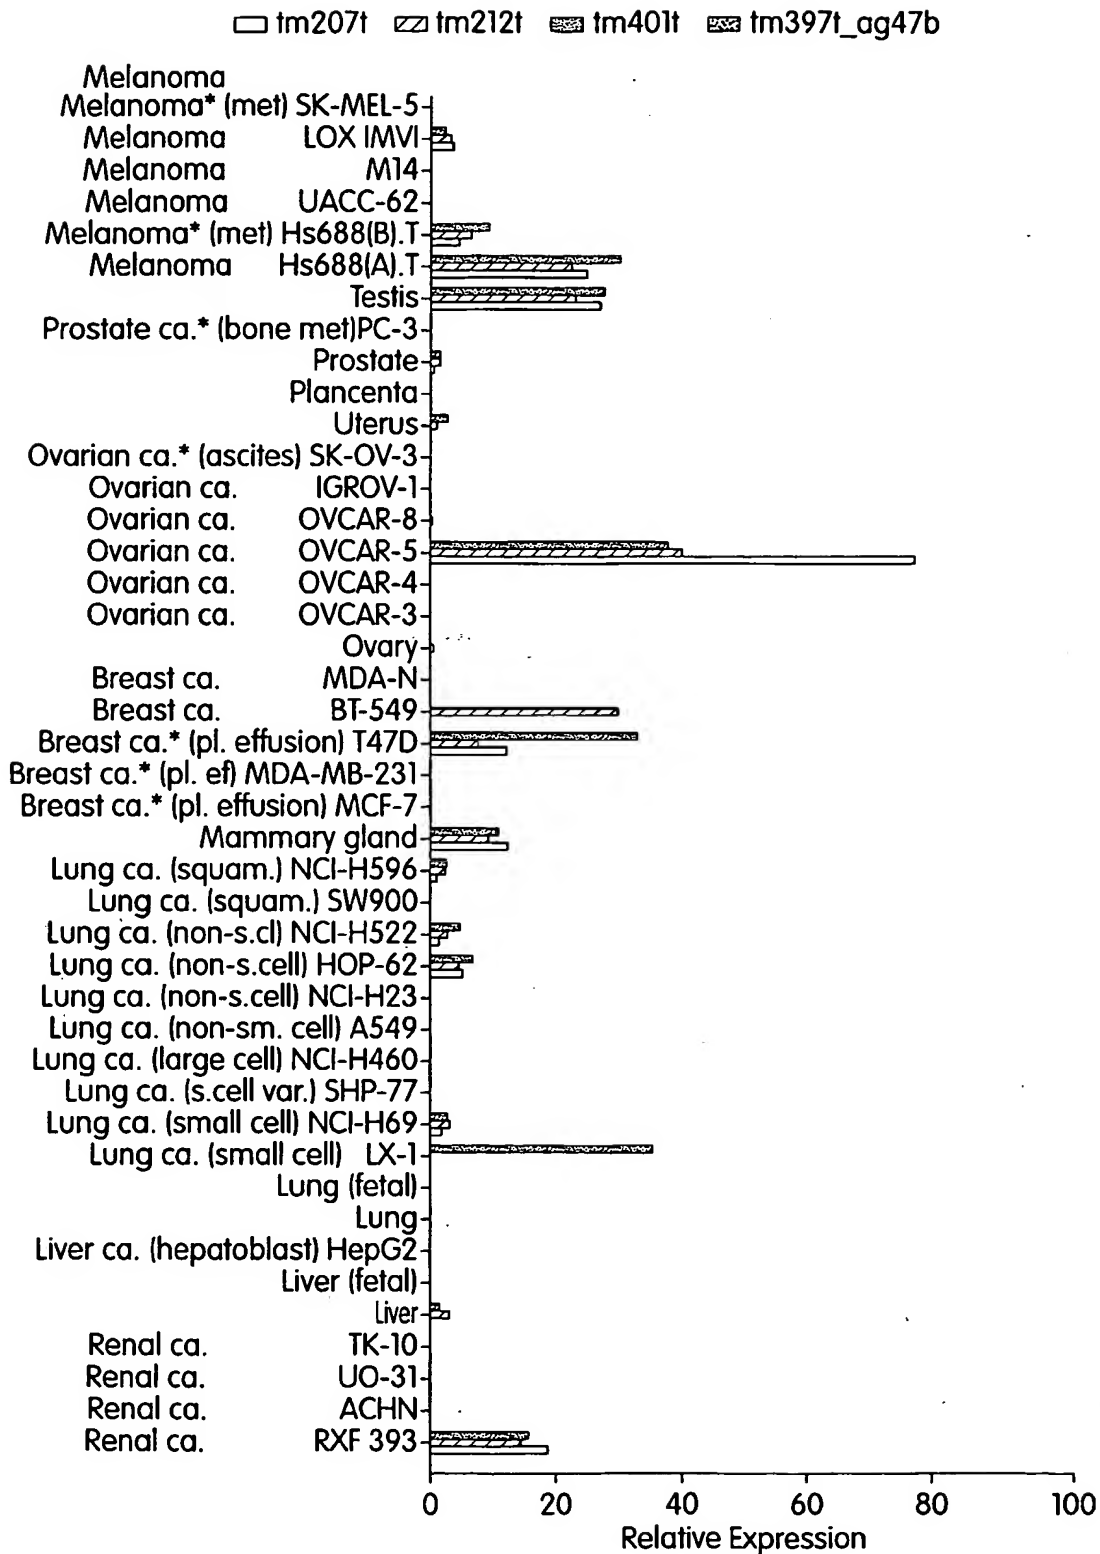 tm207t tm212t tm401t tm397t_ag47b
Melanoma
Melanoma* (met) SK-MEL-5
Melanoma LOX IMVI
Melanoma M14
Melanoma UACC-62
Melanoma* (met) Hs688(B).T
Melanoma Hs688(A).T
Testis
Prostate ca.* (bone met)PC-3
Prostate
Plancenta
Uterus
Ovarian ca.* (ascites) SK-OV-3
Ovarian ca. IGROV-1
Ovarian ca. OVCAR-8
Ovarian ca. OVCAR-5
Ovarian ca. OVCAR-4
Ovarian ca. OVCAR-3
Ovary
Breast ca. MDA-N
Breast ca. BT-549
Breast ca.* (pl. effusion) T47D
Breast ca.* (pl. ef) MDA-MB-231
Breast ca.* (pl. effusion) MCF-7
Mammary gland
Lung ca. (squam.) NCI-H596
Lung ca. (squam.) SW900
Lung ca. (non-s.cl) NCI-H522
Lung ca. (non-s.cell) HOP-62
Lung ca. (non-s.cell) NCI-H23
Lung ca. (non-sm. cell) A549
Lung ca. (large cell) NCI-H460
Lung ca. (s.cell var.) SHP-77
Lung ca. (small cell) NCI-H69
Lung ca. (small cell) LX-1
Lung (fetal)
Lung
Liver ca. (hepatoblast) HepG2
Liver (fetal)
Liver
Renal ca. TK-10
Renal ca. UO-31
Renal ca. ACHN
Renal ca. RXF 393
0 20 40 60 80 100
Relative Expression